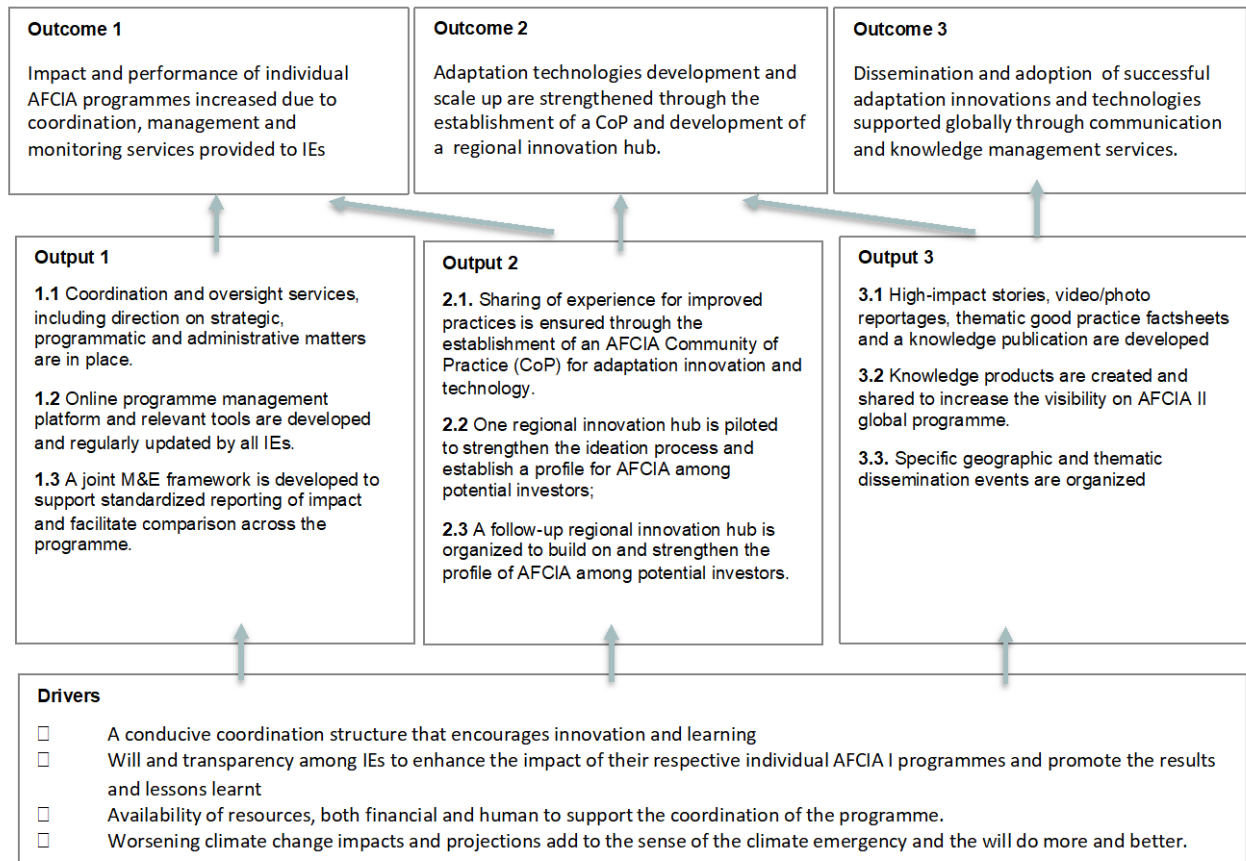 Outcome 1
Impact and performance of individual
AFCIA programmes increased due to
coordination, management and
monitoring services provided to IEs
Outcome 2
Adaptation technologies development and
scale up are strengthened through the
establishment of a CoP and development of
a regional innovation hub.
Outcome 3
Dissemination and adoption of successful
adaptation innovations and technologies
supported globally through communication
and knowledge management services.
Output 1
1.1 Coordination and oversight services,
including direction on strategic,
programmatic and administrative matters
are in place.
1.2 Online programme management
platform and relevant tools are developed
and regularly updated by all IEs.
1.3 A joint M&E framework is developed to
support standardized reporting of impact
and facilitate comparison across the
programme.
Output 2
2.1. Sharing of experience for improved
practices is ensured through the
establishment of an AFCIA Community of
Practice (CoP) for adaptation innovation and
technology.
2.2 One regional innovation hub is piloted
to strengthen the ideation process and
establish a profile for AFCIA among
potential investors;
2.3 A follow-up regional innovation hub is
organized to build on and strengthen the
profile of AFCIA among potential investors.
Output 3
3.1 High-impact stories, video/photo
reportages, thematic good practice factsheets
and a knowledge publication are developed
3.2 Knowledge products are created and
shared to increase the visibility on AFCIA II
global programme.
3.3. Specific geographic and thematic
dissemination events are organized
Drivers
A conducive coordination structure that encourages innovation and learning
Will and transparency among IEs to enhance the impact of their respective individual AFCIA I programmes and promote the results
and lessons learnt
Availability of resources, both financial and human to support the coordination of the programme.
Worsening climate change impacts and projections add to the sense of the climate emergency and the will do more and better.